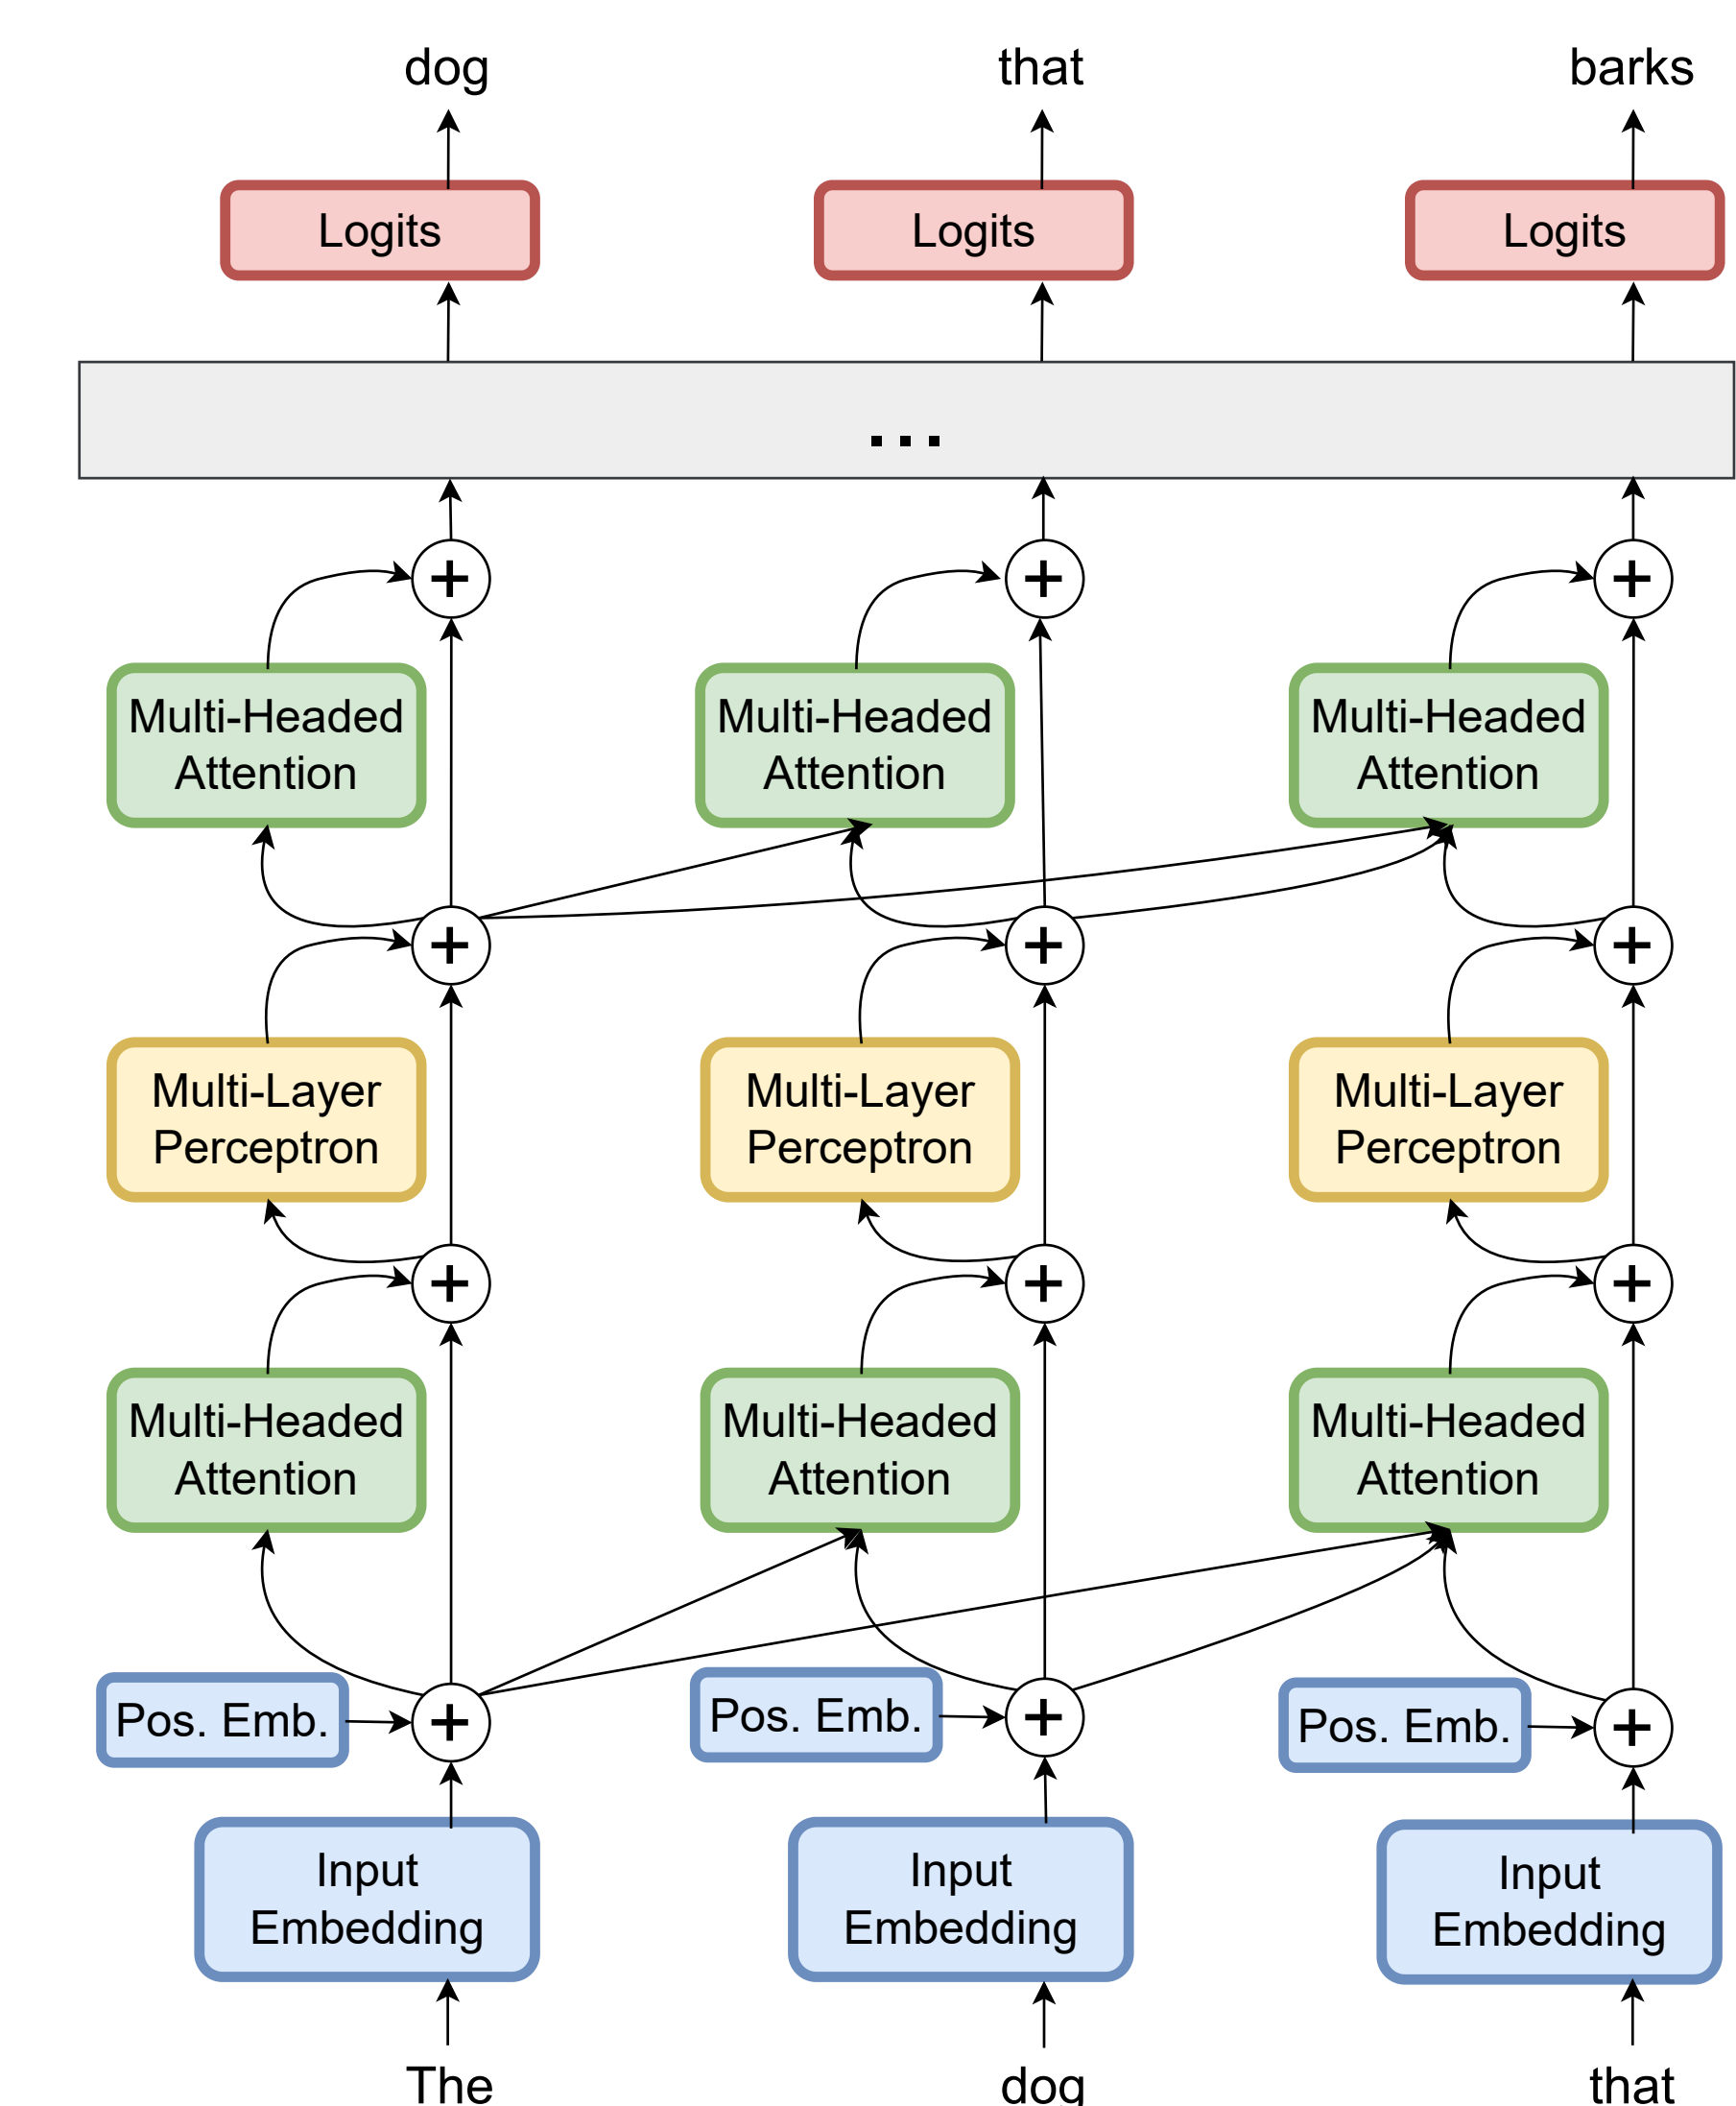 dog that barks
Logits Logits Logits
...
Multi-Headed Multi-Headed Multi-Headed
Attention Attention Attention
Multi-Layer Multi-Layer Multi-Layer
Perceptron Perceptron Perceptron
Multi-Headed Multi-Headed Multi-Headed
Attention Attention Attention
Pos. Emb. Pos. Emb. Pos. Emb.
Input Input Input
Embedding Embedding Embedding
The dog that